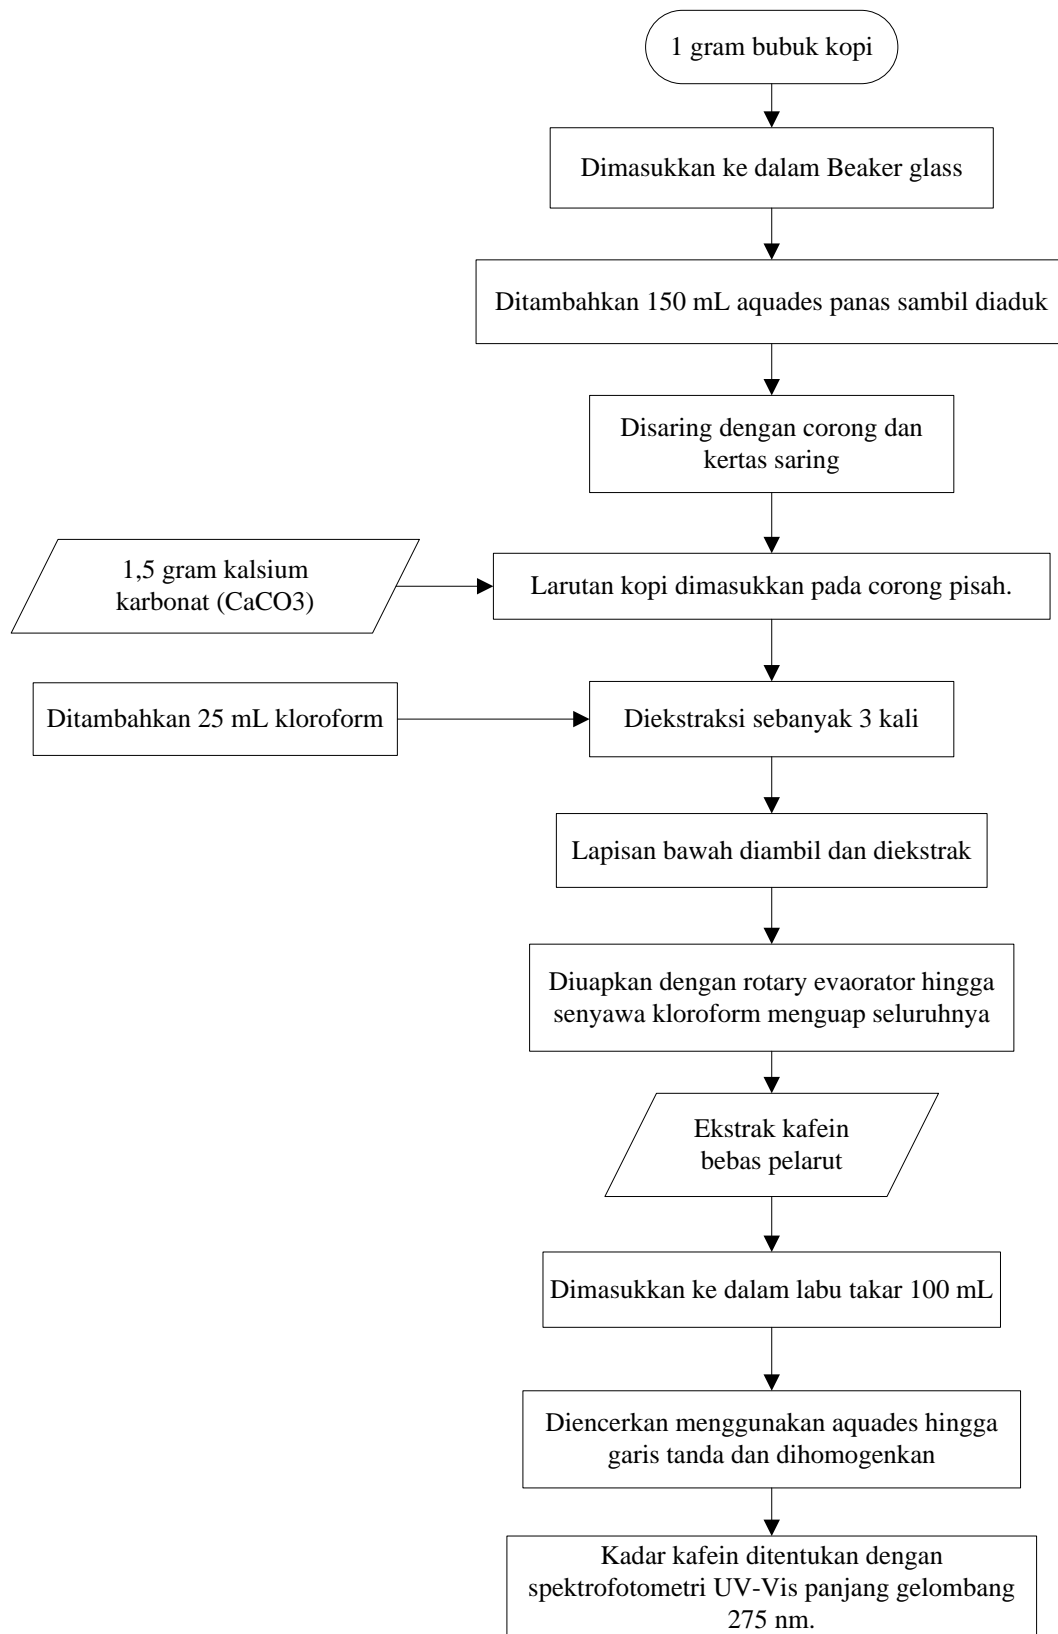 1 gram bubuk kopi
Dimasukkan ke dalam Beaker glass
Ditambahkan 150 mL aquades panas sambil diaduk
Disaring dengan corong dan
kertas saring
1,5 gram kalsium
karbonat (CaCO3)
Larutan kopi dimasukkan pada corong pisah.
Ditambahkan 25 mL kloroform
Diekstraksi sebanyak 3 kali
Lapisan bawah diambil dan diekstrak
Diuapkan dengan rotary evaorator hingga
senyawa kloroform menguap seluruhnya
Ekstrak kafein
bebas pelarut
Dimasukkan ke dalam labu takar 100 mL
Diencerkan menggunakan aquades hingga
garis tanda dan dihomogenkan
Kadar kafein ditentukan dengan
spektrofotometri UV-Vis panjang gelombang
275 nm.